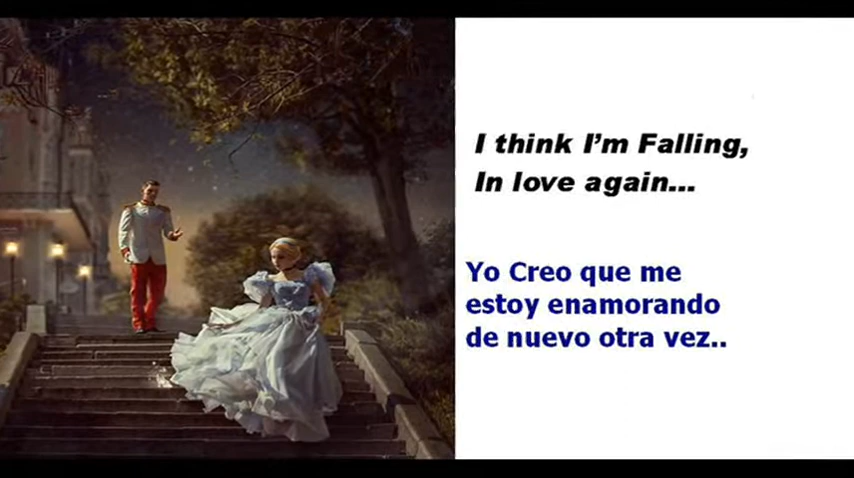 I think I’m Falling,
In love again...
Yo Creo que me
estoy enamorando
de nuevo otra vez..